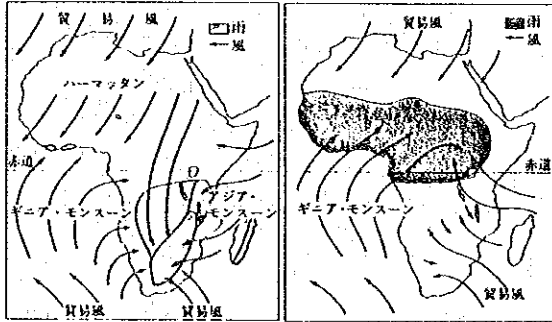 貿易風
雨
風
ハーマッタン
赤道
アジア・
モンスーン
ギニア・モンスーン
貿易風
貿易風
貿易風
雨
風
赤道
ギニア・モンスーン
貿易風